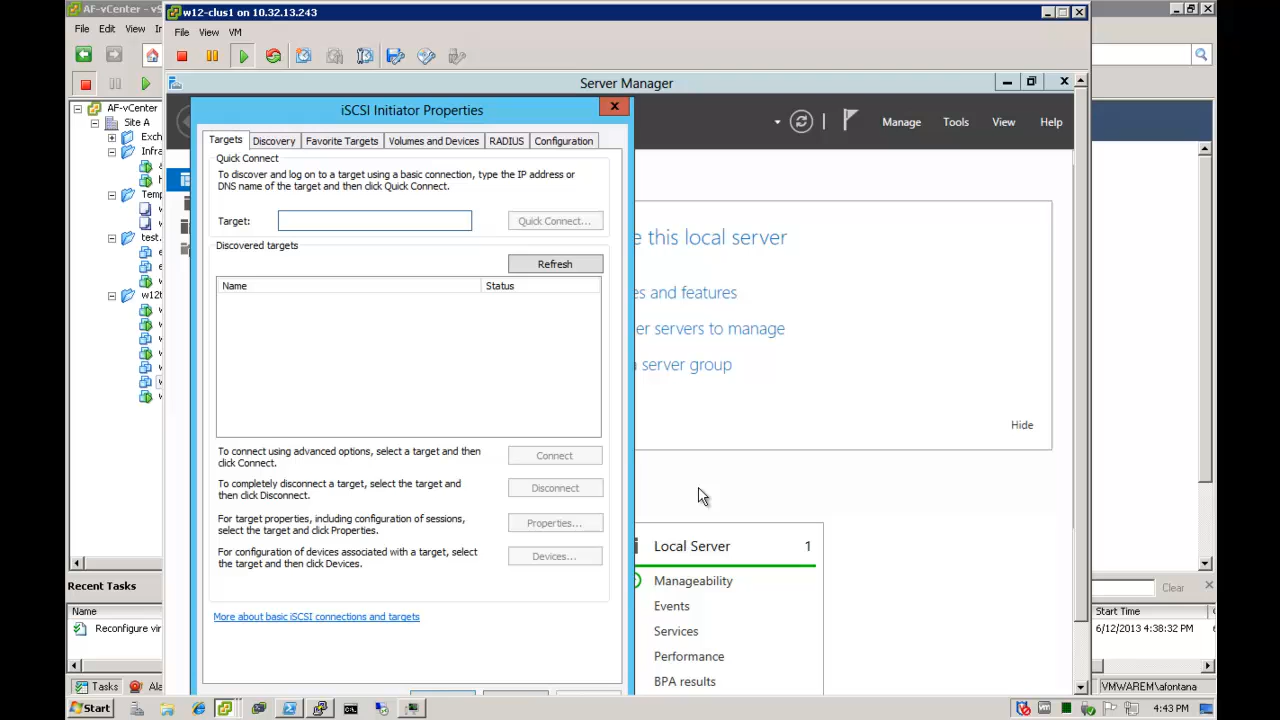 AF-vCenter - vS
w12-clus1 on 10.32.13.243
File Edit View
File View VM
Server Manager
iSCSI Initiator Properties
Manage Tools View Help
AF-vCenter
Site A
Exch
Infra
Temp
test.
w12b
Targets Discovery Favorite Targets Volumes and Devices RADIUS Configuration
Quick Connect
To discover and log on to a target using a basic connection, type the IP address or
DNS name of the target and then click Quick Connect.
Target: Quick Connect...
Discovered targets
Refresh
Name Status
To connect using advanced options, select a target and then
click Connect.
Connect
To completely disconnect a target, select the target and
then click Disconnect.
Disconnect
For target properties, including configuration of sessions,
select the target and click Properties.
Properties...
For configuration of devices associated with a target, select
the target and then click Devices.
Devices...
More about basic iSCSI connections and targets
e this local server
es and features
er servers to manage
server group
Hide
Local Server 1
Manageability
Events
Services
Performance
BPA results
Recent Tasks
Name
Reconfigure vir
Clear
Start Time
6/12/2013 4:38:32 PM
Tasks Ala
VMWAREM\afontana
Start
4:43 PM